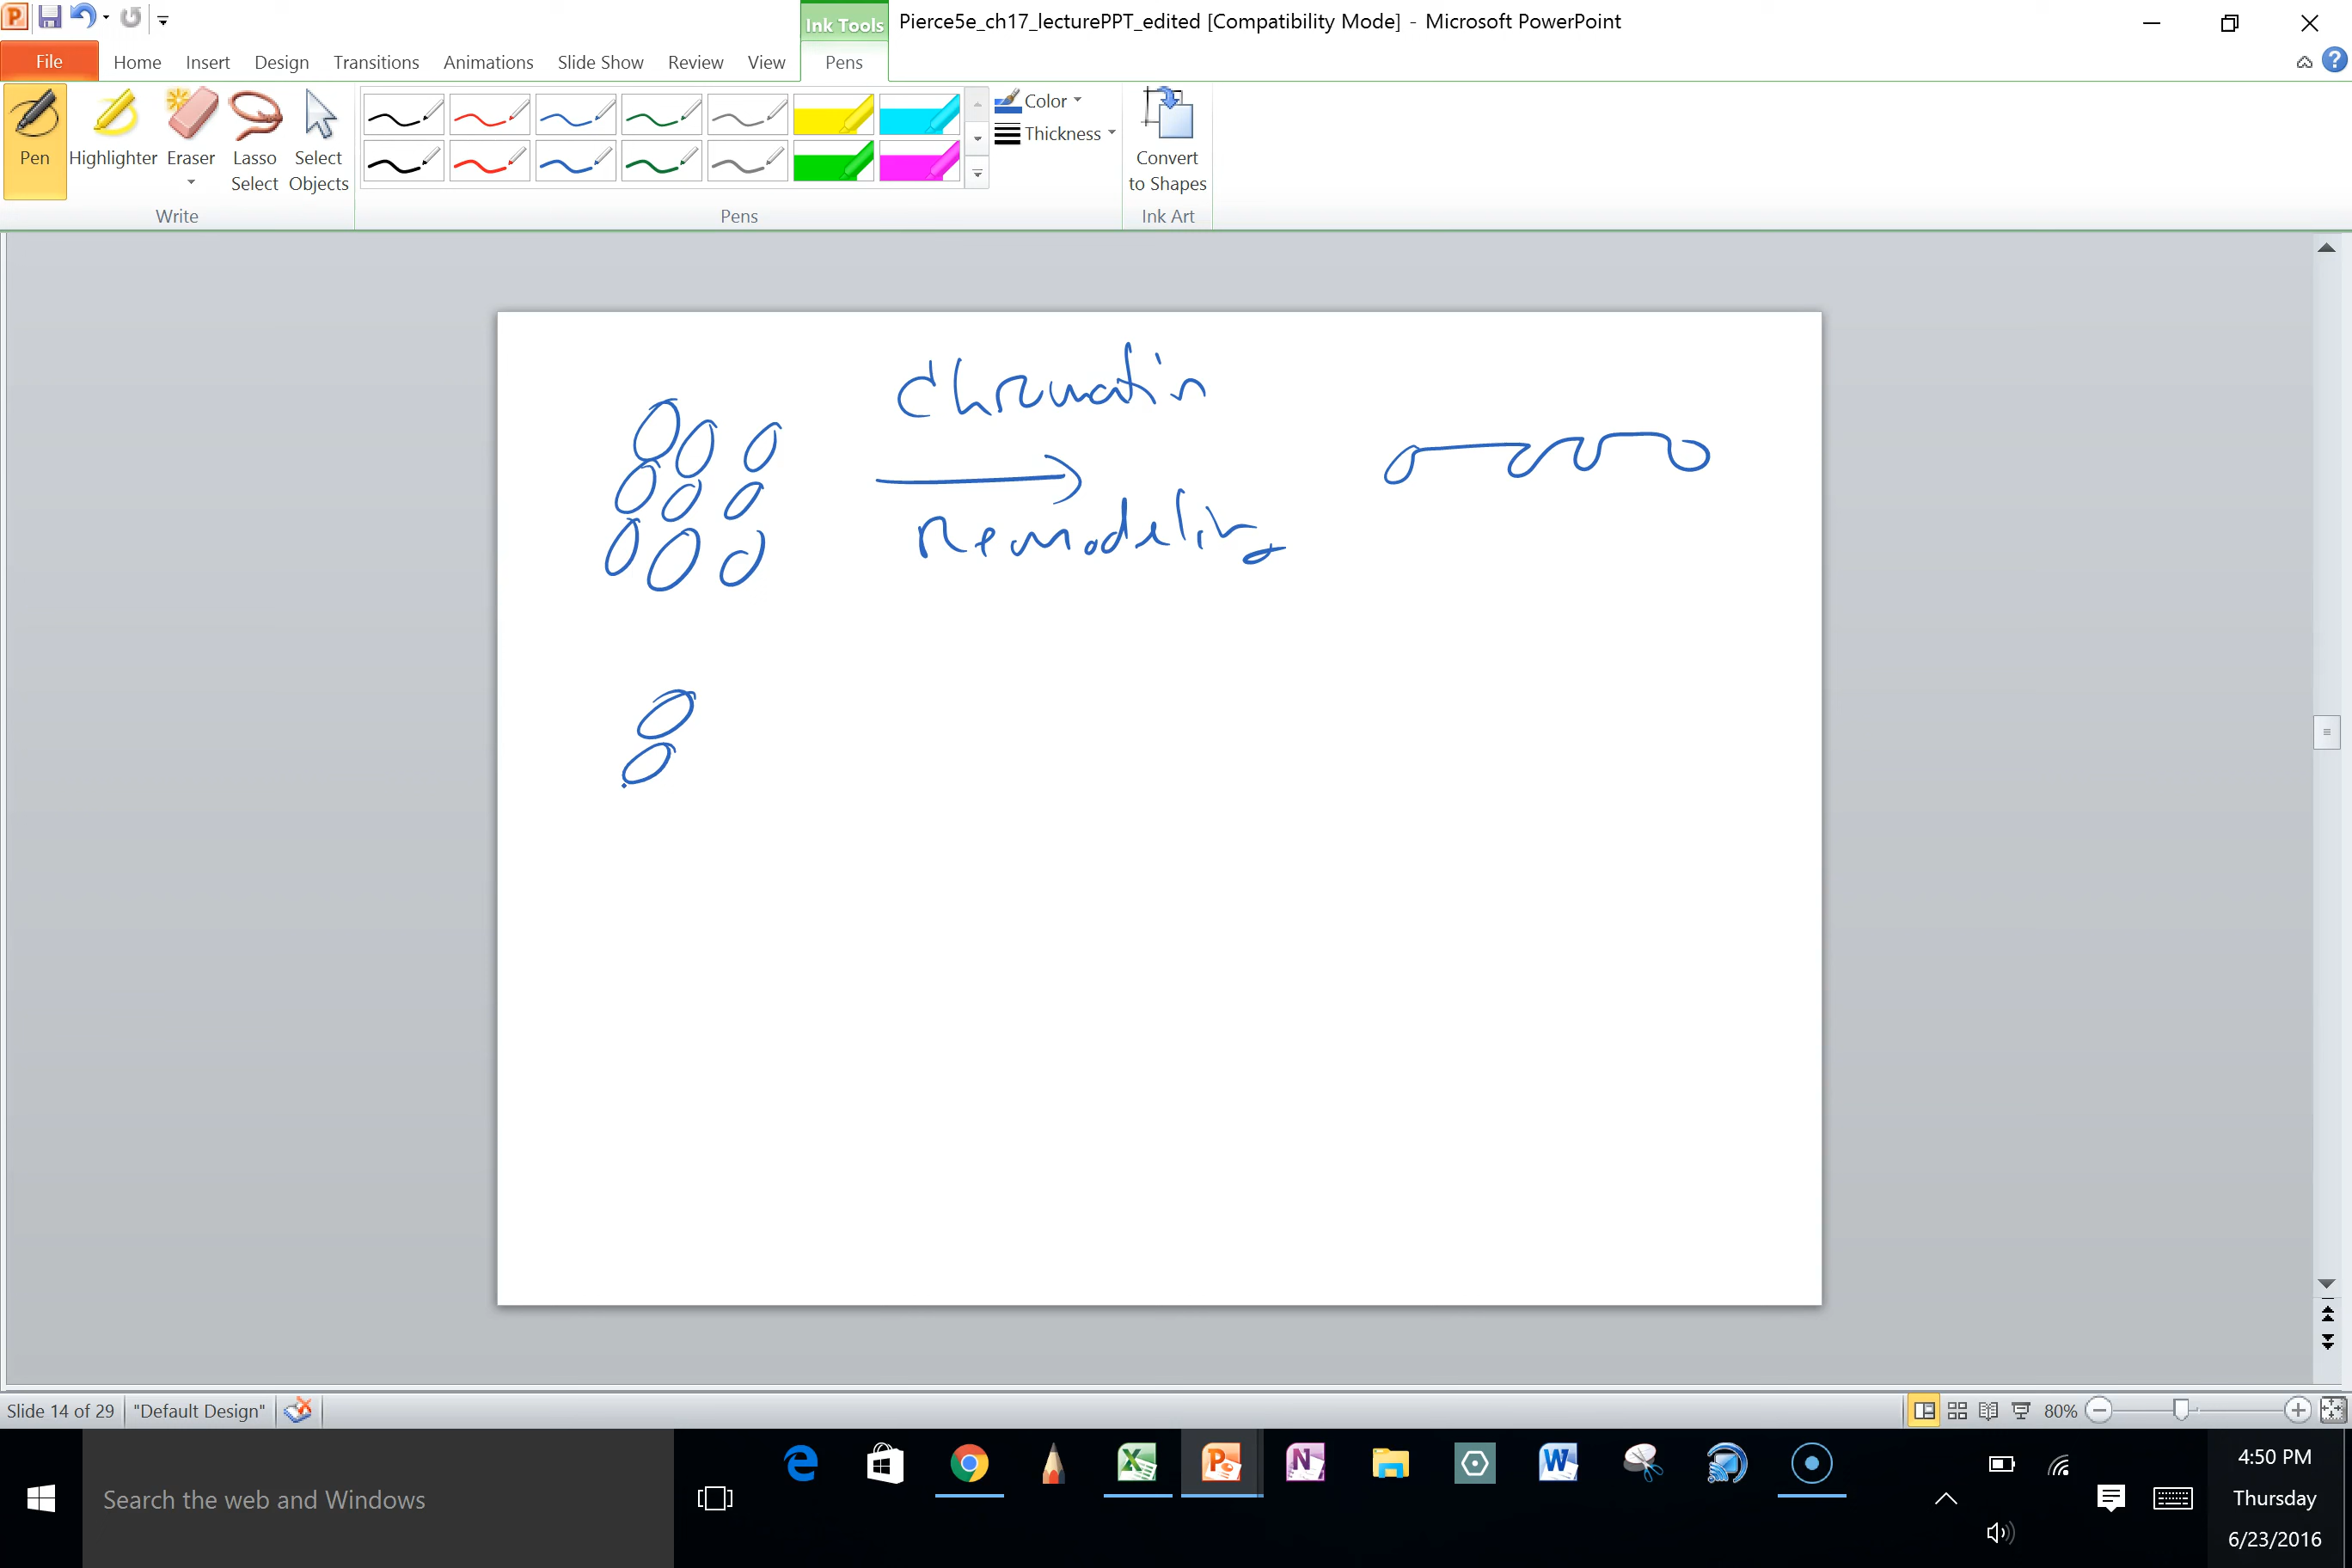 Ink Tools
Pierce5e_ch17_lecturePPT_edited [Compatibility Mode] - Microsoft PowerPoint
File Home Insert Design Transitions Animations Slide Show Review View Pens
Pen Highlighter Eraser Lasso Select Select Objects
Color
Thickness
Convert to Shapes
Write Pens Ink Art
Chromatin
Remodeling
Slide 14 of 29 "Default Design" 80%
Search the web and Windows
4:50 PM
Thursday
6/23/2016